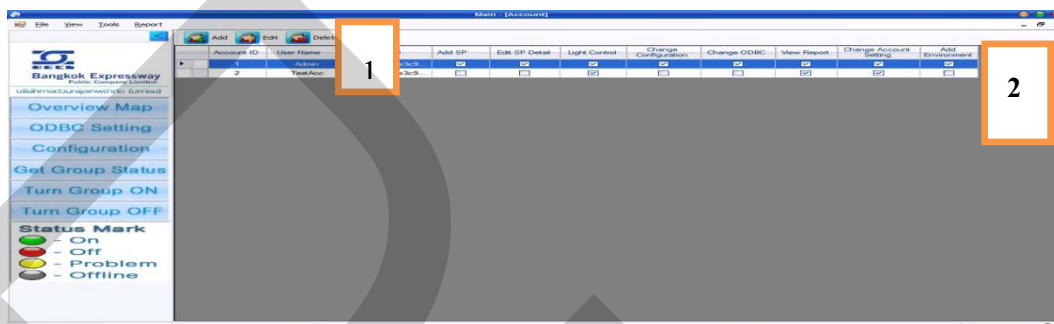 Main - [Account]
File View Tools Report
Add Edit Delete
Account ID User Name Add SP Edit SP Detail Light Control Change Configuration Change ODBC View Report Change Account Setting Add Environment
1 Admin
2 TestAcc
1
2
BECL
Bangkok Expressway
Public Company Limited
Overview Map
ODBC Setting
Configuration
Get Group Status
Turn Group ON
Turn Group OFF
Status Mark
- On
- Off
- Problem
- Offline